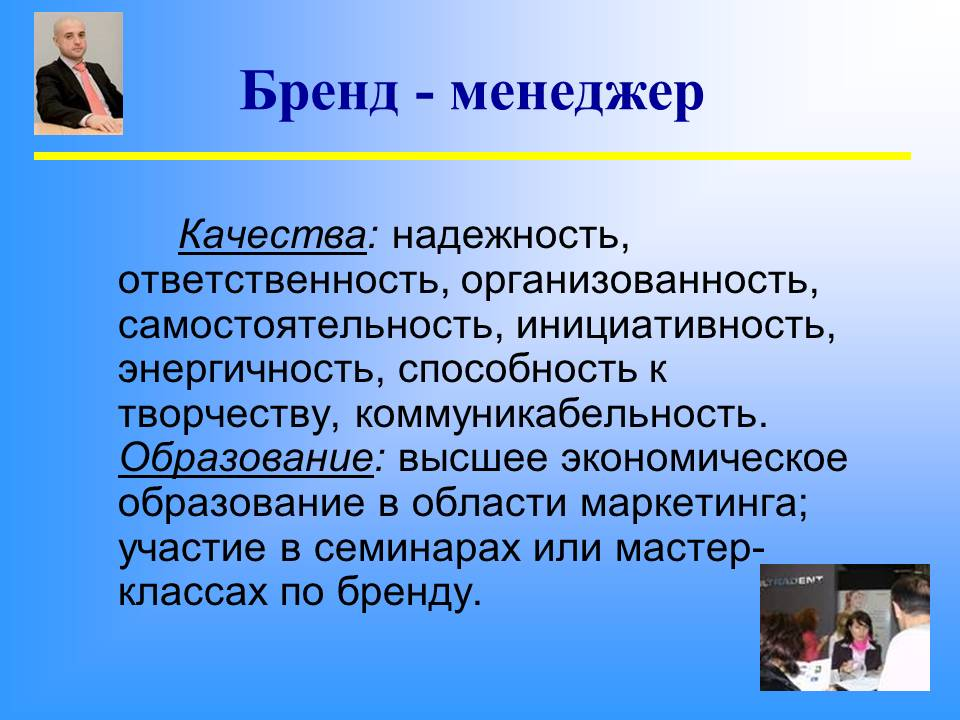 Бренд - менеджер
Качества: надежность,
ответственность, организованность,
самостоятельность, инициативность,
энергичность, способность к
творчеству, коммуникабельность.
Образование: высшее экономическое
образование в области маркетинга;
участие в семинарах или мастер-
классах по бренду.
ULTRADENT